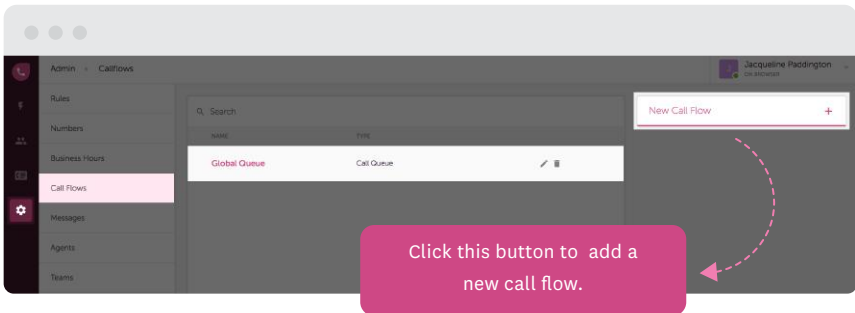 Admin Callflows
J
Jacqueline Paddington
Rules
Search
New Call Flow +
Numbers
NAME TYPE
Business Hours
Global Queue Call Queue
Call Flows
Messages
Agents
Teams
Click this button to add a
new call flow.